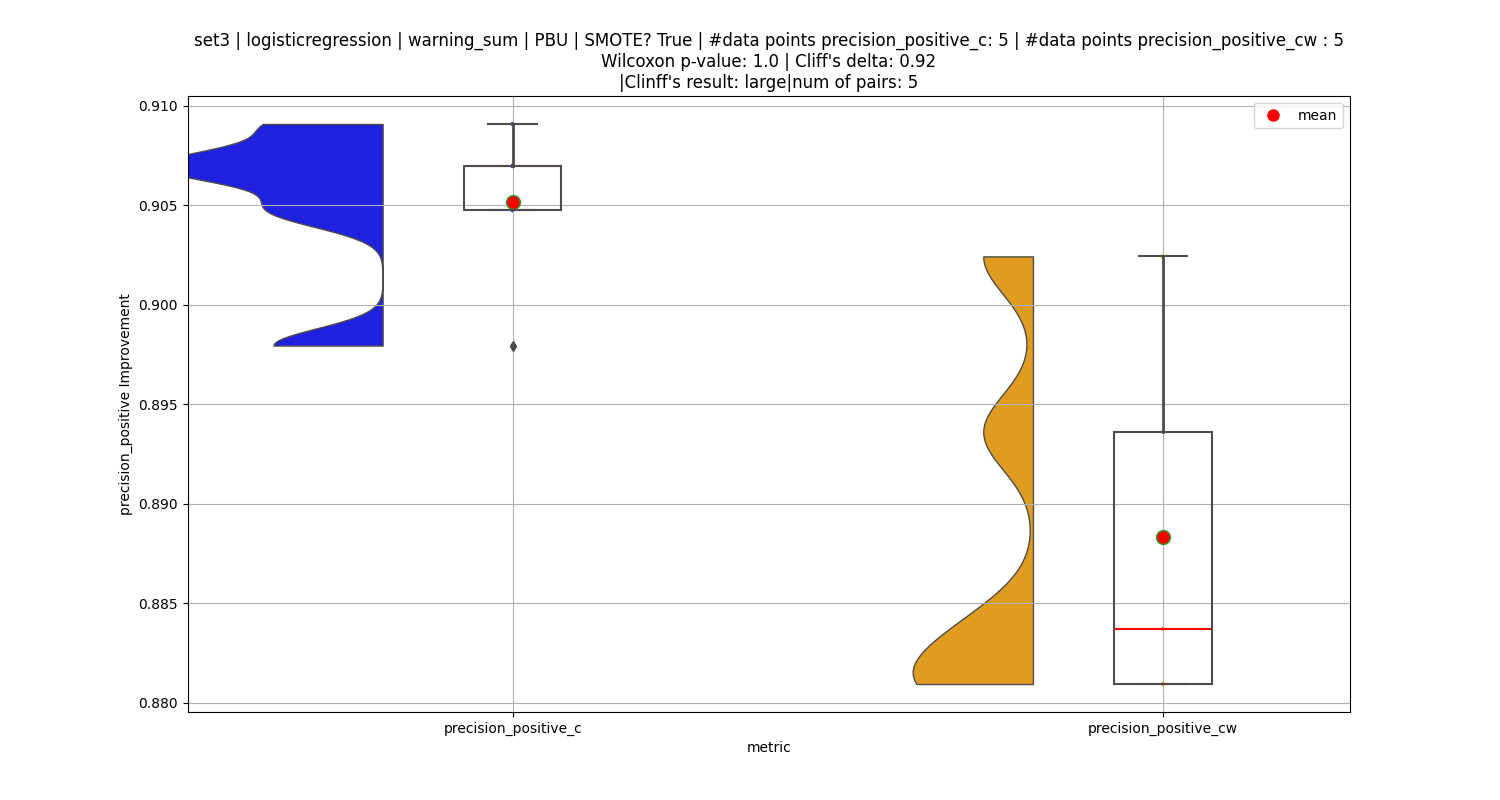 set3 | logisticregression | warning_sum | PBU | SMOTE? True | #data points precision_positive_c: 5 | #data points precision_positive_cw : 5
Wilcoxon p-value: 1.0 | Cliff's delta: 0.92
|Clinff's result: large|num of pairs: 5
mean
0.910
0.905
0.900
0.895
0.890
0.885
0.880
precision_positive Improvement
precision_positive_c
precision_positive_cw
metric